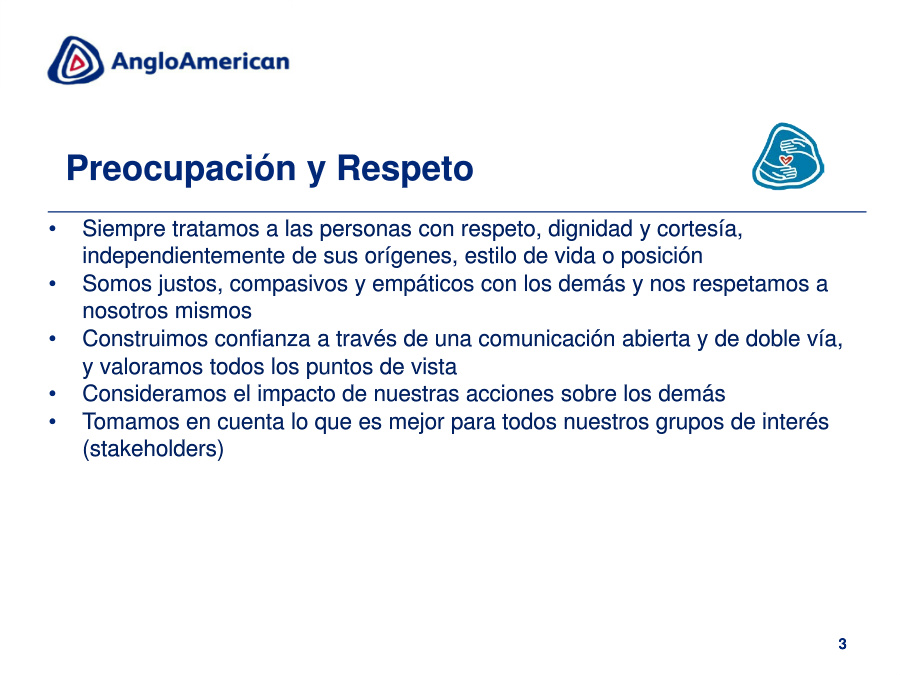 AngloAmerican
Preocupación y Respeto
• Siempre tratamos a las personas con respeto, dignidad y cortesía,
independientemente de sus orígenes, estilo de vida o posición
• Somos justos, compasivos y empáticos con los demás y nos respetamos a
nosotros mismos
• Construimos confianza a través de una comunicación abierta y de doble vía,
y valoramos todos los puntos de vista
• Consideramos el impacto de nuestras acciones sobre los demás
• Tomamos en cuenta lo que es mejor para todos nuestros grupos de interés
(stakeholders)
3